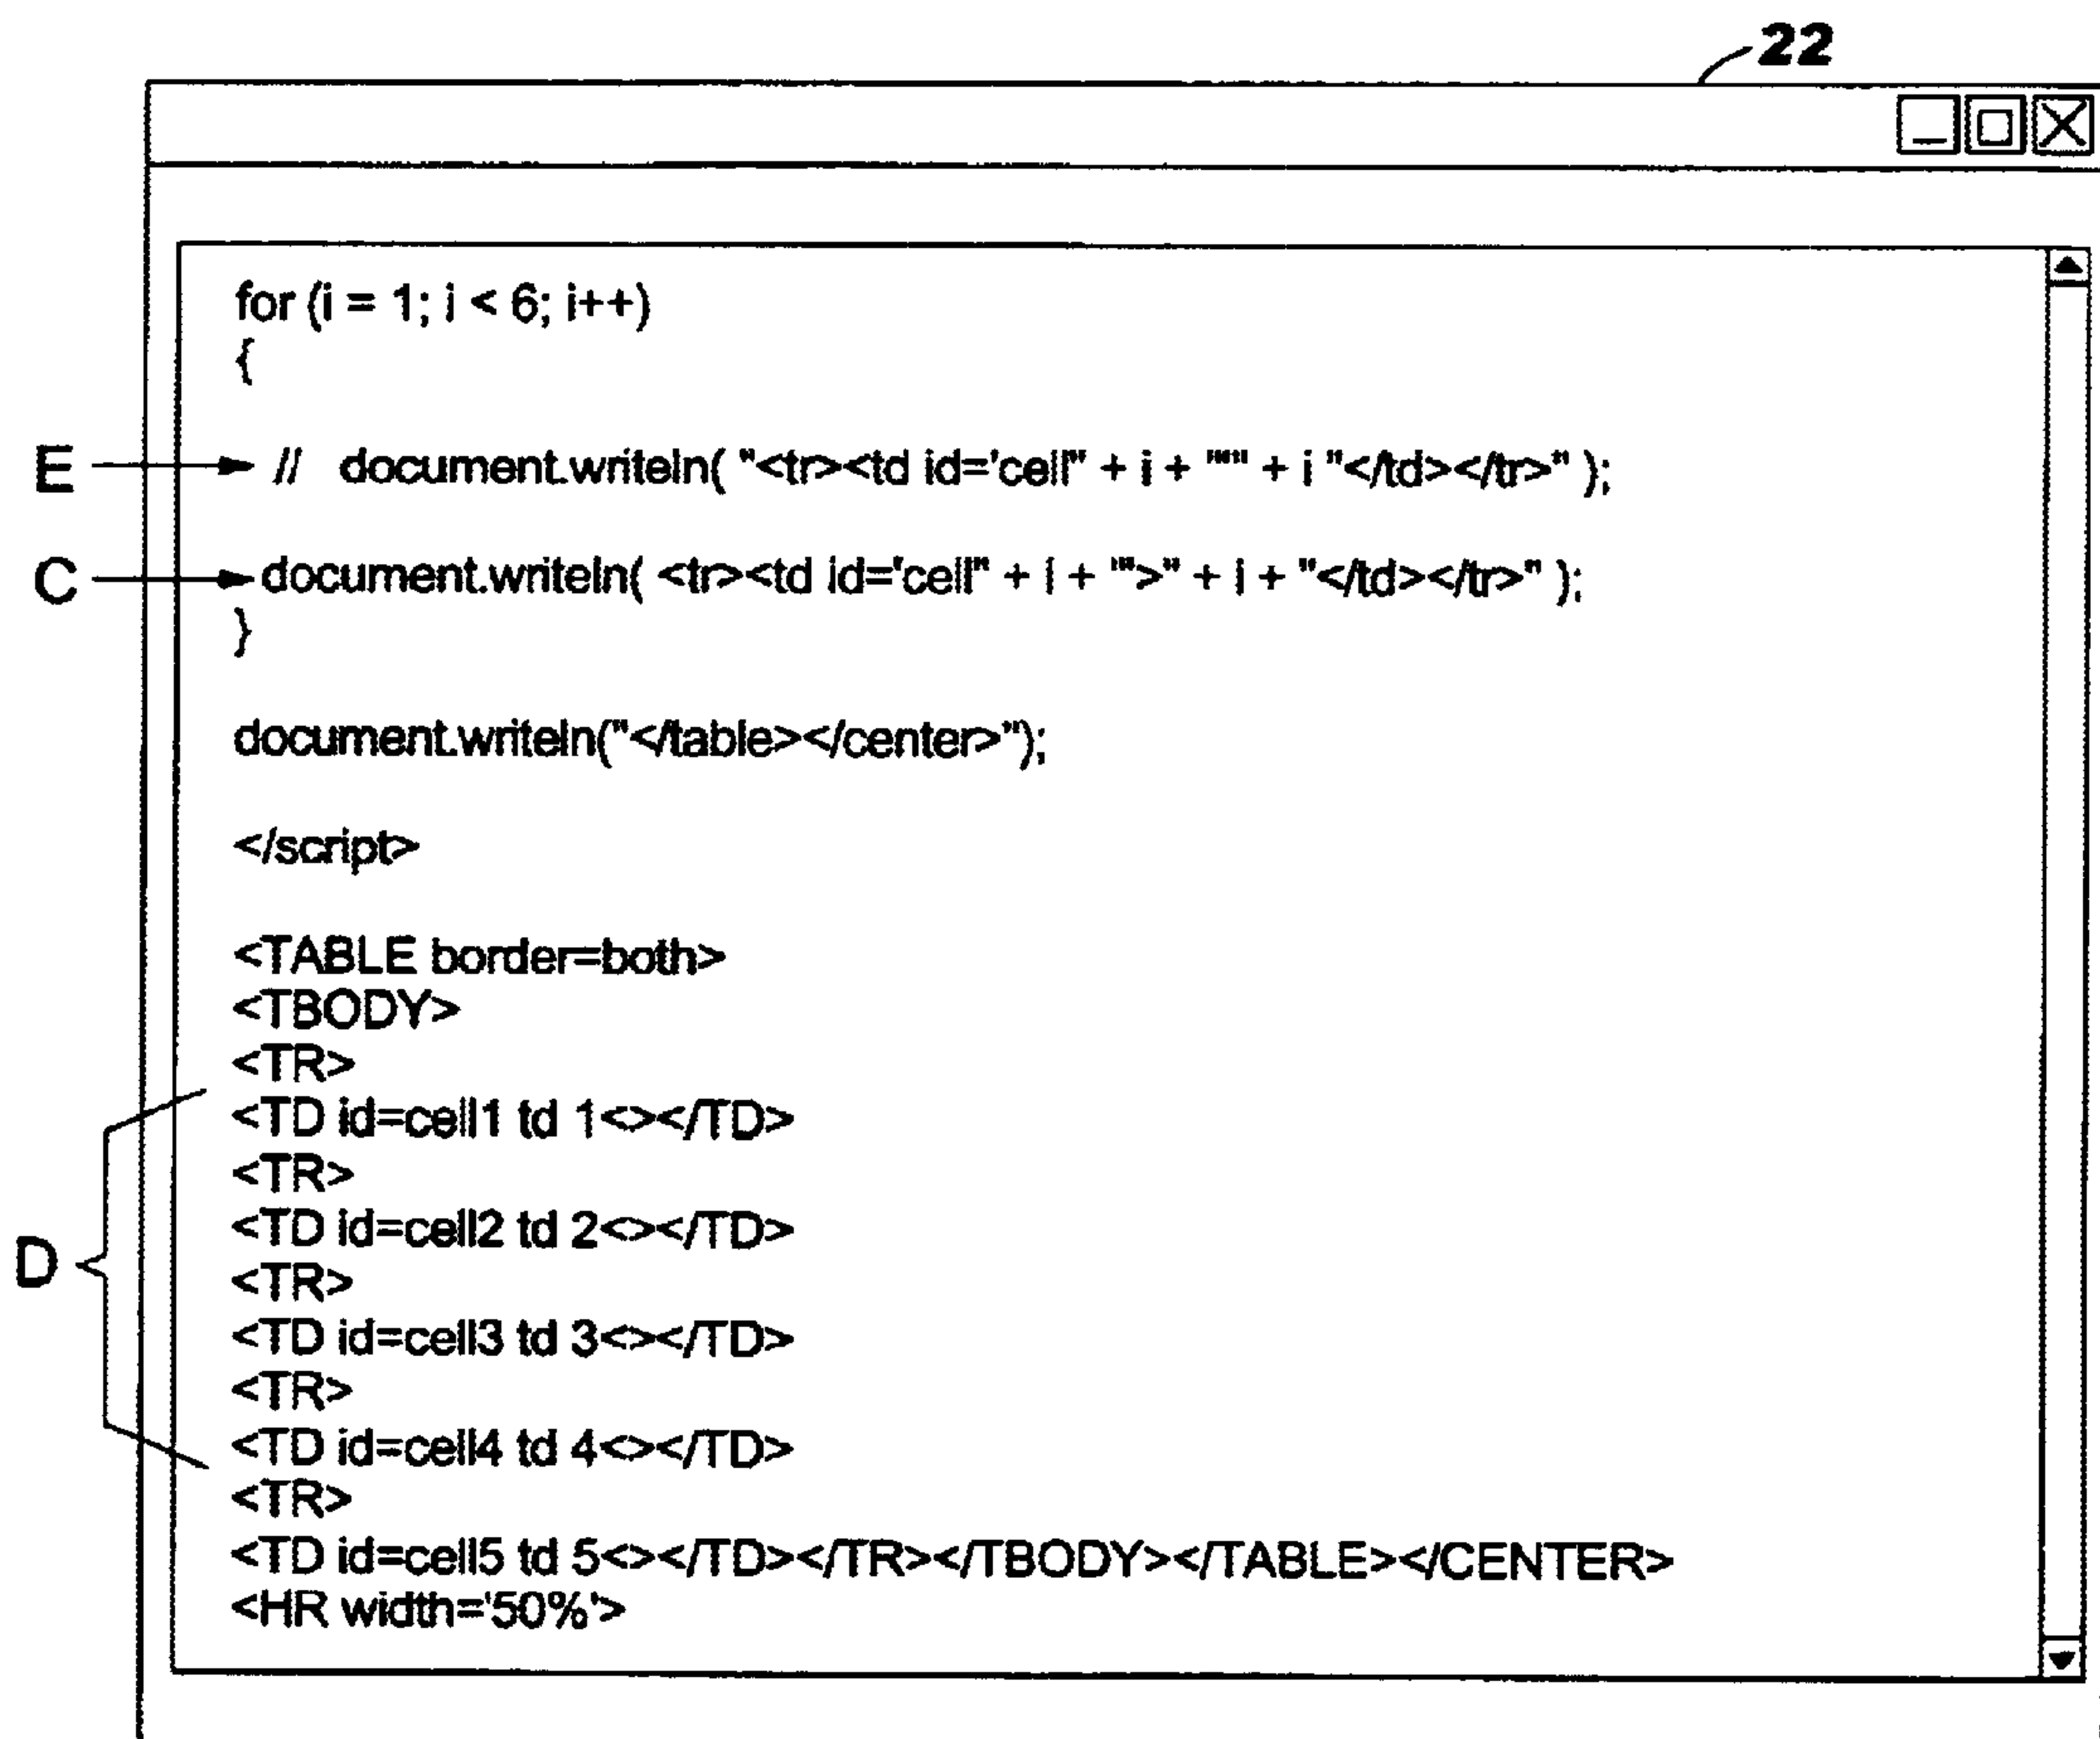 22
for (i = 1; i < 6; i++)
{
E // document.writeln( "<tr><td id='cell" + i + "'" + i "</td></tr>" );
C document.writeln( <tr><td id='cell" + i + "'>" + i + "</td></tr>" );
}
document.writeln("</table></center>");
</script>
<TABLE border=both>
<TBODY>
<TR>
<TD id=cell1 td 1<></TD>
<TR>
<TD id=cell2 td 2<></TD>
D <TR>
<TD id=cell3 td 3<></TD>
<TR>
<TD id=cell4 td 4<></TD>
<TR>
<TD id=cell5 td 5<></TD></TR></TBODY></TABLE></CENTER>
<HR width='50%'>